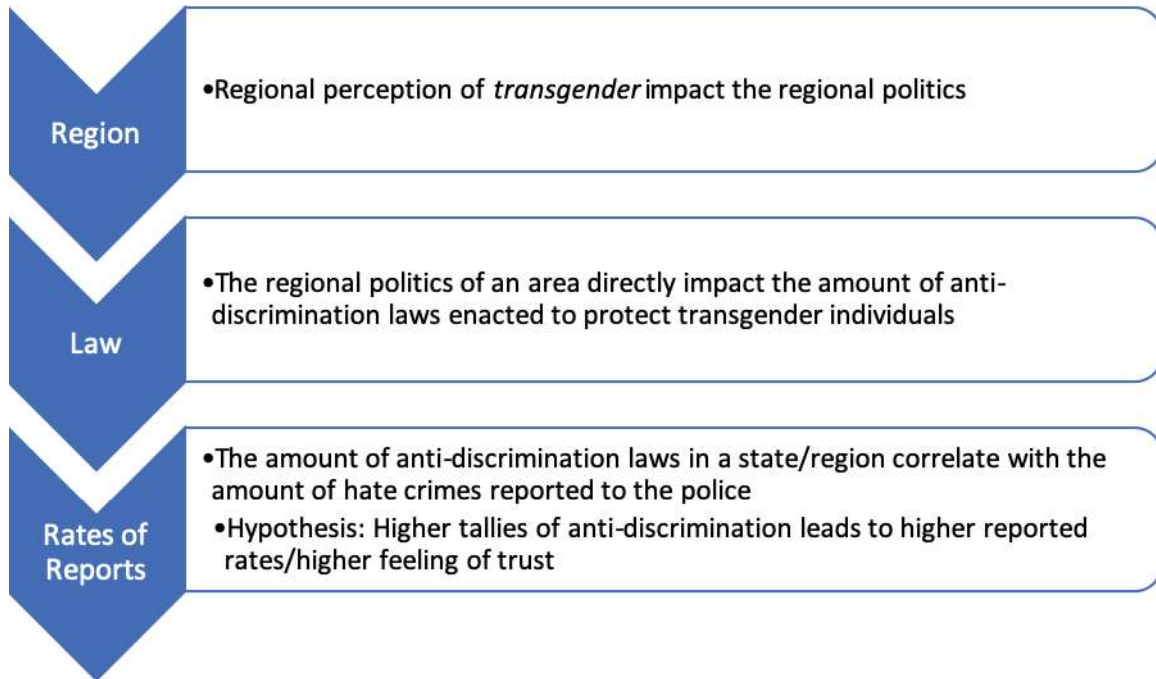 Region
•Regional perception of transgender impact the regional politics
Law
•The regional politics of an area directly impact the amount of anti-
discrimination laws enacted to protect transgender individuals
Rates of
Reports
•The amount of anti-discrimination laws in a state/region correlate with the
amount of hate crimes reported to the police
•Hypothesis: Higher tallies of anti-discrimination leads to higher reported
rates/higher feeling of trust